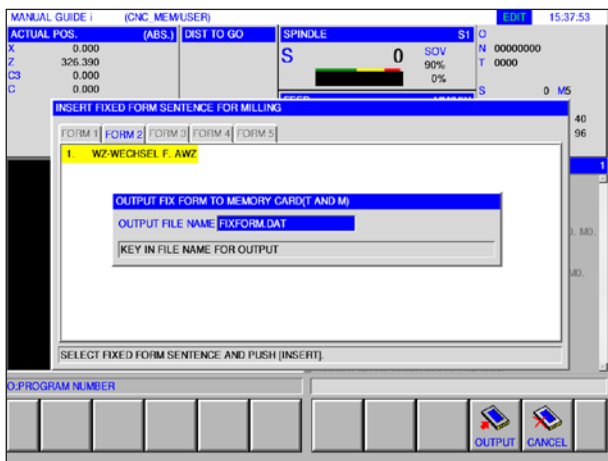 MANUAL GUIDE i (CNC_MEM/USER) EDIT 15:37.53
ACTUAL POS. (ABS.) DIST TO GO SPINDLE S1 O
X 0.000 S 0 SOV N 00000000
Z 326.390 90% T 0000
C3 0.000 0%
C 0.000 S 0 M5
INSERT FIXED FORM SENTENCE FOR MILLING
40
FORM 1 FORM 2 FORM 3 FORM 4 FORM 5 96
1. WZ-WECHSEL F. AWZ 1
OUTPUT FIX FORM TO MEMORY CARD(T AND M)
OUTPUT FILE NAME FIXFORM.DAT
KEY IN FILE NAME FOR OUTPUT
SELECT FIXED FORM SENTENCE AND PUSH [INSERT].
O:PROGRAM NUMBER
OUTPUT CANCEL